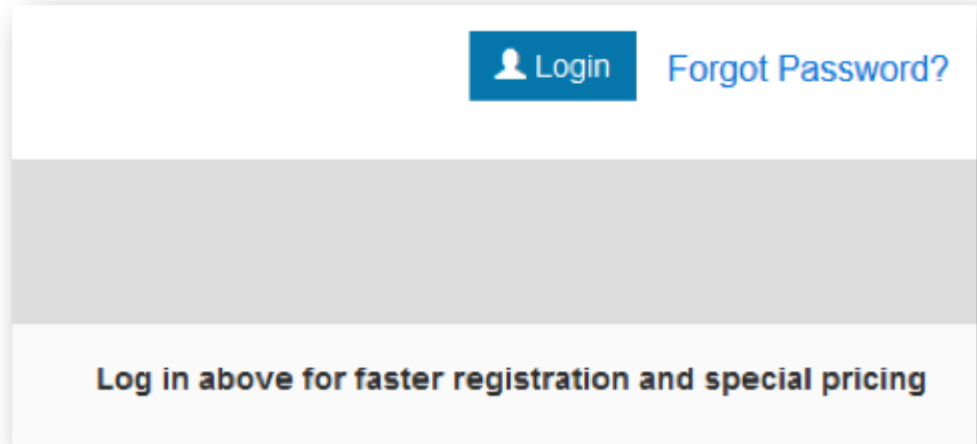 Login Forgot Password?
Log in above for faster registration and special pricing